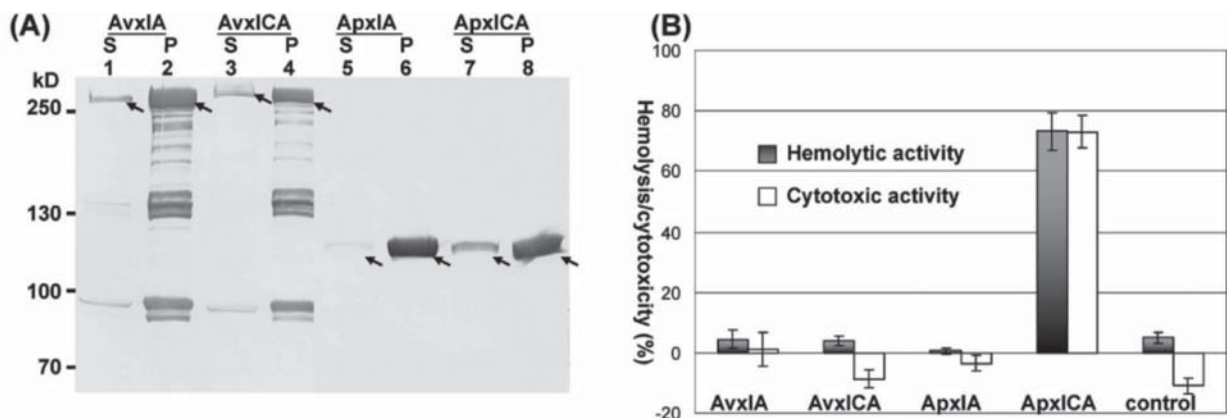 (A)
AvxIA AvxICA ApxIA ApxICA
S P S P S P S P
1 2 3 4 5 6 7 8
kD
250
130
100
70
(B)
Hemolysis/cytotoxicity (%)
100
80
60
40
20
0
-20
Hemolytic activity
Cytotoxic activity
AvxIA AvxICA ApxIA ApxICA control